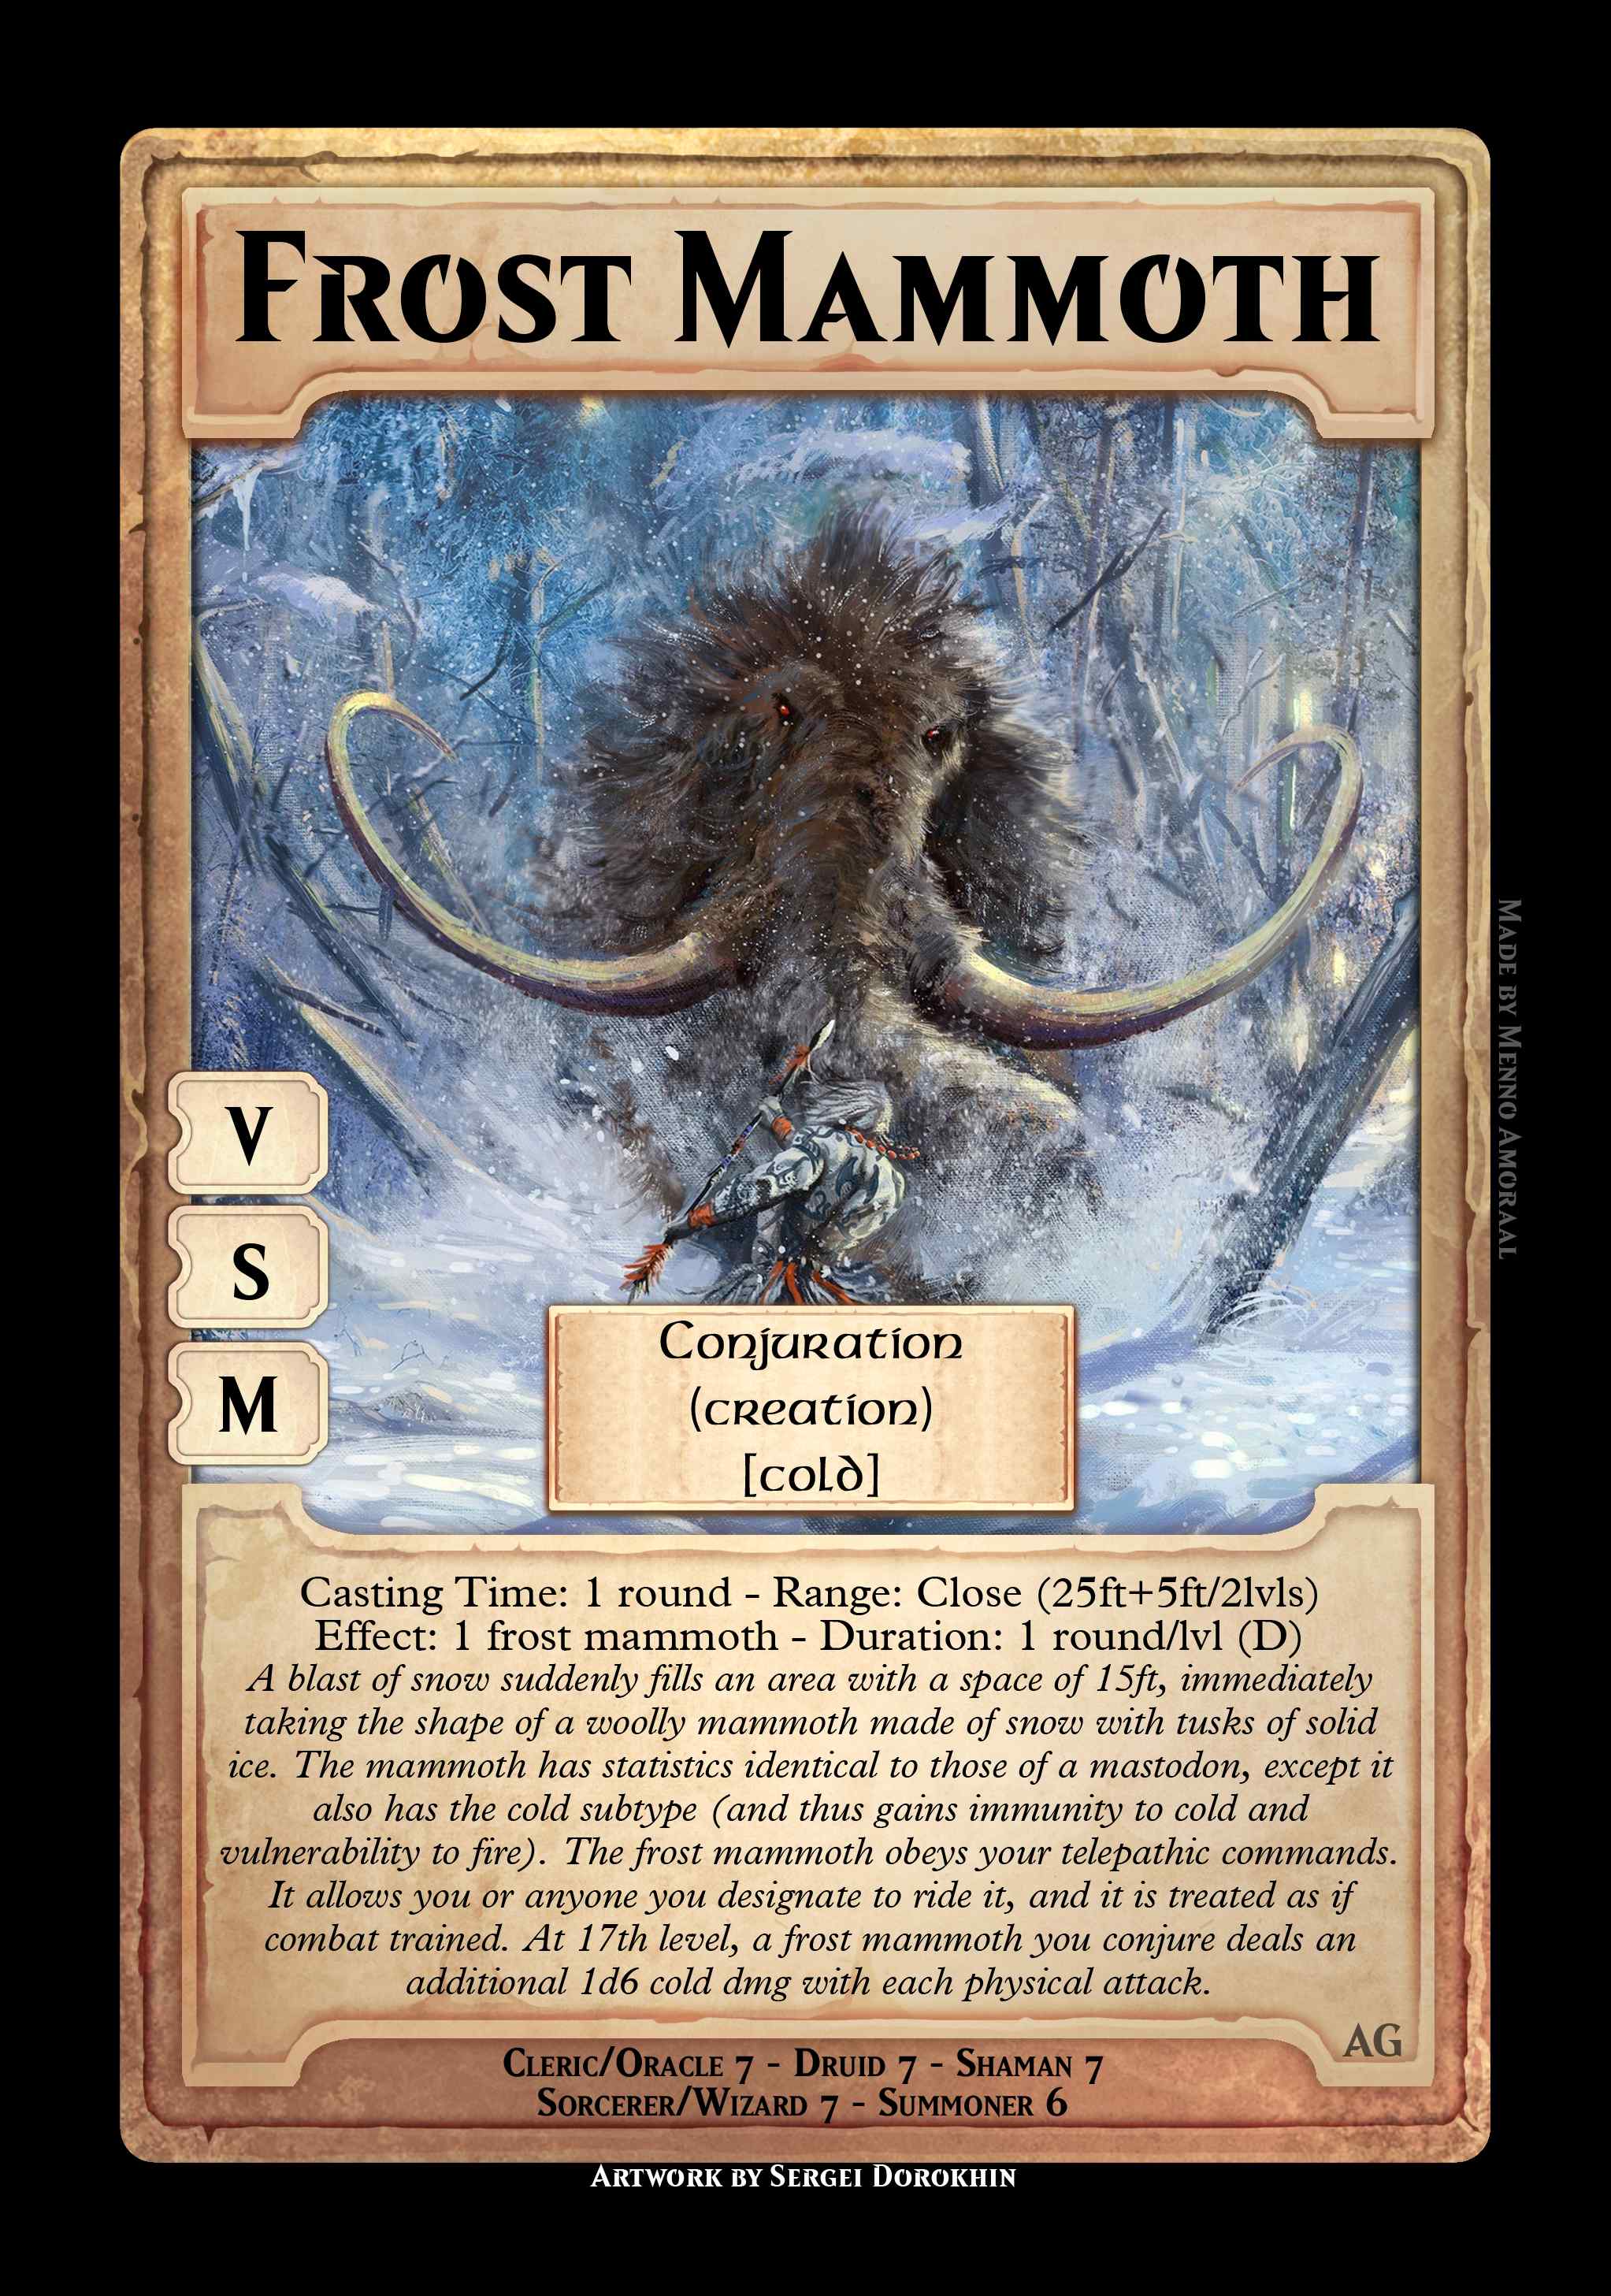 Frost Mammoth
V
S
M
Conjuration
(creation)
[cold]
Casting Time: 1 round - Range: Close (25ft+5ft/2lvls)
Effect: 1 frost mammoth - Duration: 1 round/lvl (D)
A blast of snow suddenly fills an area with a space of 15ft, immediately
taking the shape of a woolly mammoth made of snow with tusks of solid
ice. The mammoth has statistics identical to those of a mastodon, except it
also has the cold subtype (and thus gains immunity to cold and
vulnerability to fire). The frost mammoth obeys your telepathic commands.
It allows you or anyone you designate to ride it, and it is treated as if
combat trained. At 17th level, a frost mammoth you conjure deals an
additional 1d6 cold dmg with each physical attack.
AG
Cleric/Oracle 7 - Druid 7 - Shaman 7
Sorcerer/Wizard 7 - Summoner 6
Artwork by Sergei Dorokhin
Made by Menno Amoraal